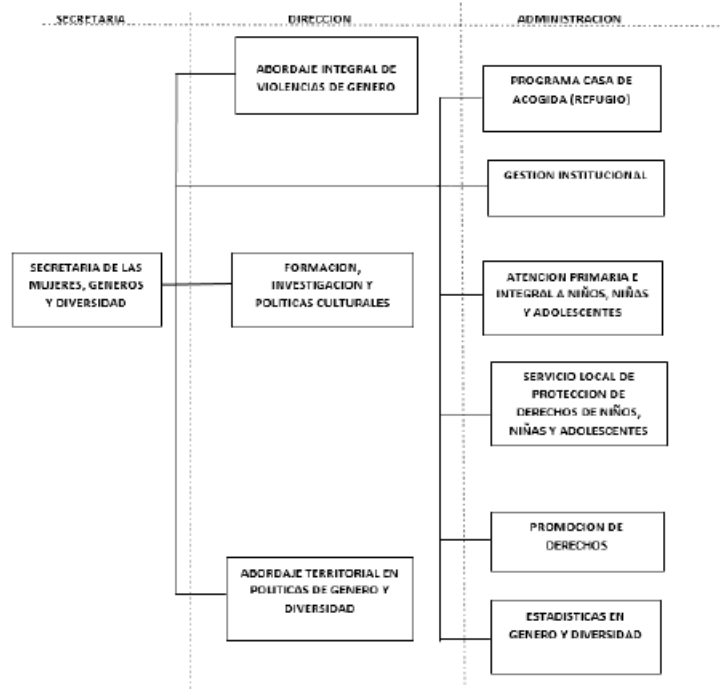 SECRETARIA
DIRECCION
ADMINISTRACION
ABORDAJE INTEGRAL DE
VIOLENCIAS DE GENERO
PROGRAMA CASA DE
ACOGIDA (REFUGIO)
GESTION INSTITUCIONAL
SECRETARIA DE LAS
MUJERES, GENEROS
Y DIVERSIDAD
FORMACION,
INVESTIGACION Y
POLITICAS CULTURALES
ATENCION PRIMARIA E
INTEGRAL A NIÑOS, NIÑAS
Y ADOLESCENTES
SERVICIO LOCAL DE
PROTECCION DE
DERECHOS DE NIÑOS,
NIÑAS Y ADOLESCENTES
PROMOCION DE
DERECHOS
ABORDAJE TERRITORIAL EN
POLITICAS DE GENERO Y
DIVERSIDAD
ESTADISTICAS EN
GENERO Y DIVERSIDAD